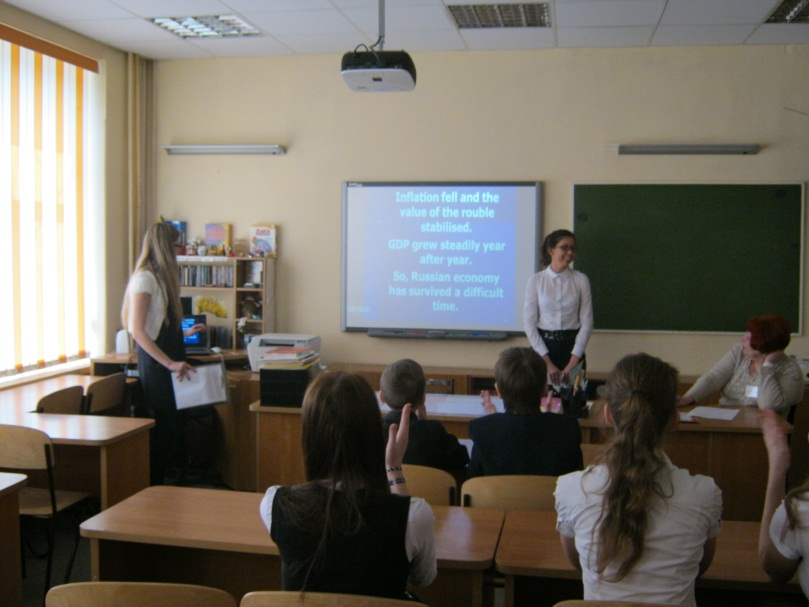 Inflation fell and the
value of the rouble
stabilised.
GDP grew steadily year
after year.
So, Russian economy
has survived a difficult
time.